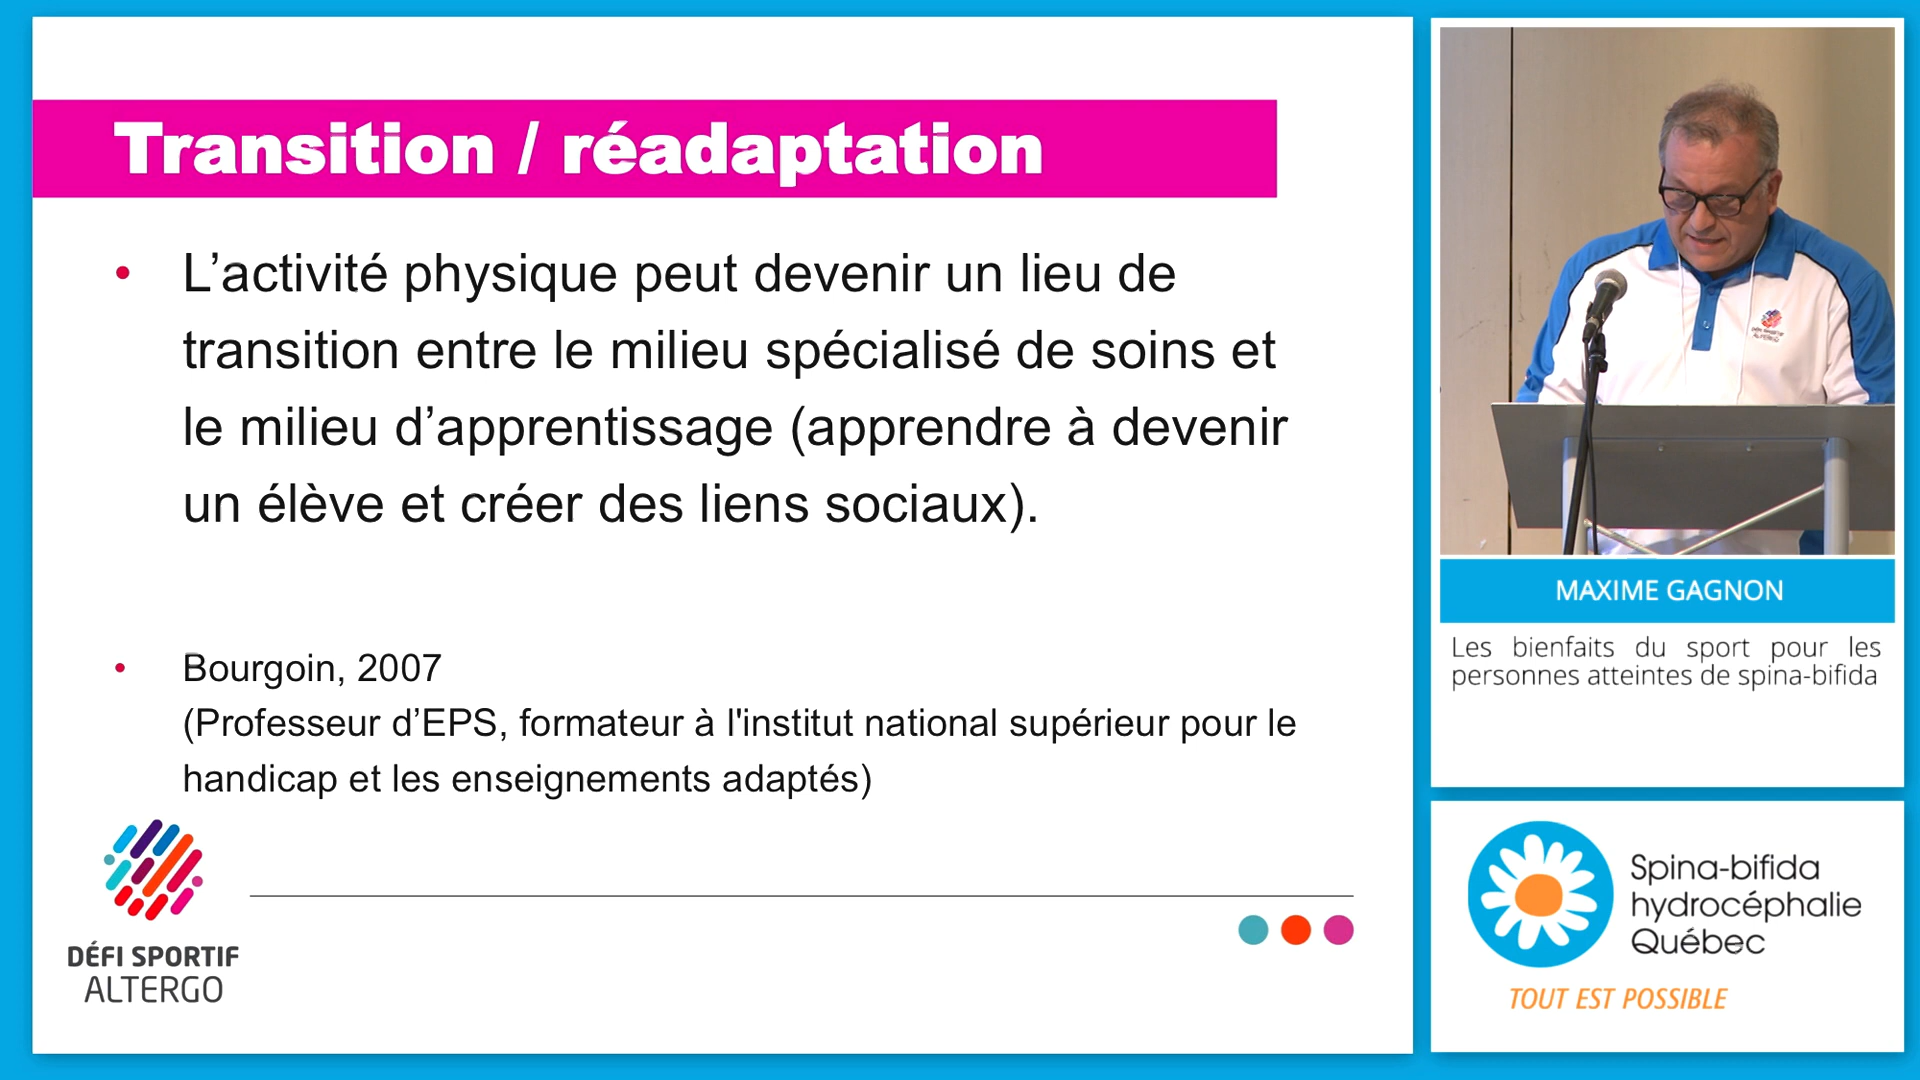 Transition / réadaptation
• L’activité physique peut devenir un lieu de
transition entre le milieu spécialisé de soins et
le milieu d’apprentissage (apprendre à devenir
un élève et créer des liens sociaux).
• Bourgoin, 2007
(Professeur d’EPS, formateur à l'institut national supérieur pour le
handicap et les enseignements adaptés)
DÉFI SPORTIF
ALTERGO
DÉFI SPORTIF
ALTERGO
MAXIME GAGNON
Les bienfaits du sport pour les
personnes atteintes de spina-bifida
Spina-bifida
hydrocéphalie
Québec
TOUT EST POSSIBLE